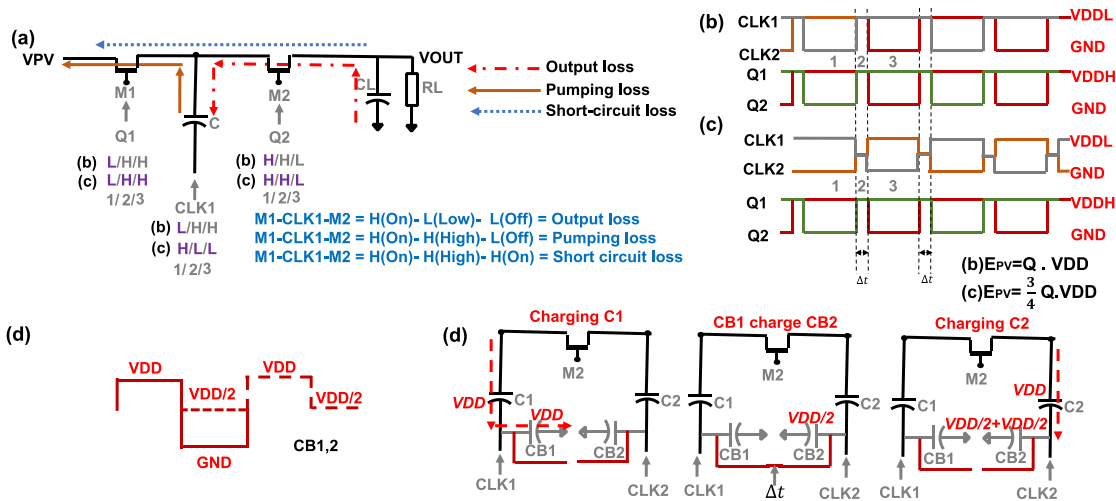 (a)
VPV
VOUT
M1
M2
C
CL
RL
Output loss
Pumping loss
Short-circuit loss
Q1
Q2
(b) L/H/H
(c) L/H/H
1/2/3
(b) H/H/L
(c) H/H/L
1/2/3
CLK1
(b) L/H/H
(c) H/L/L
1/2/3
M1-CLK1-M2 = H(On)- L(Low)- L(Off) = Output loss
M1-CLK1-M2 = H(On)- H(High)- L(Off) = Pumping loss
M1-CLK1-M2 = H(On)- H(High)- H(On) = Short circuit loss
(b)
CLK1
VDDL
CLK2
GND
1 2 3
Q1
VDDH
Q2
GND
(c)
CLK1
VDDL
CLK2
GND
1 2 3
Q1
VDDH
Q2
GND
Δt
Δt
(b)EPV=Q . VDD
(c)EPV= 3/4 Q.VDD
(d)
VDD
VDD
VDD/2
VDD/2
GND
CB1,2
(d)
Charging C1
M2
C1
C2
VDD
VDD
CB1
CB2
CLK1
CLK2
CB1 charge CB2
M2
C1
C2
VDD/2
CB1
CB2
CLK1
Δt
CLK2
Charging C2
M2
VDD
C1
C2
VDD/2+VDD/2
CB1
CB2
CLK1
CLK2